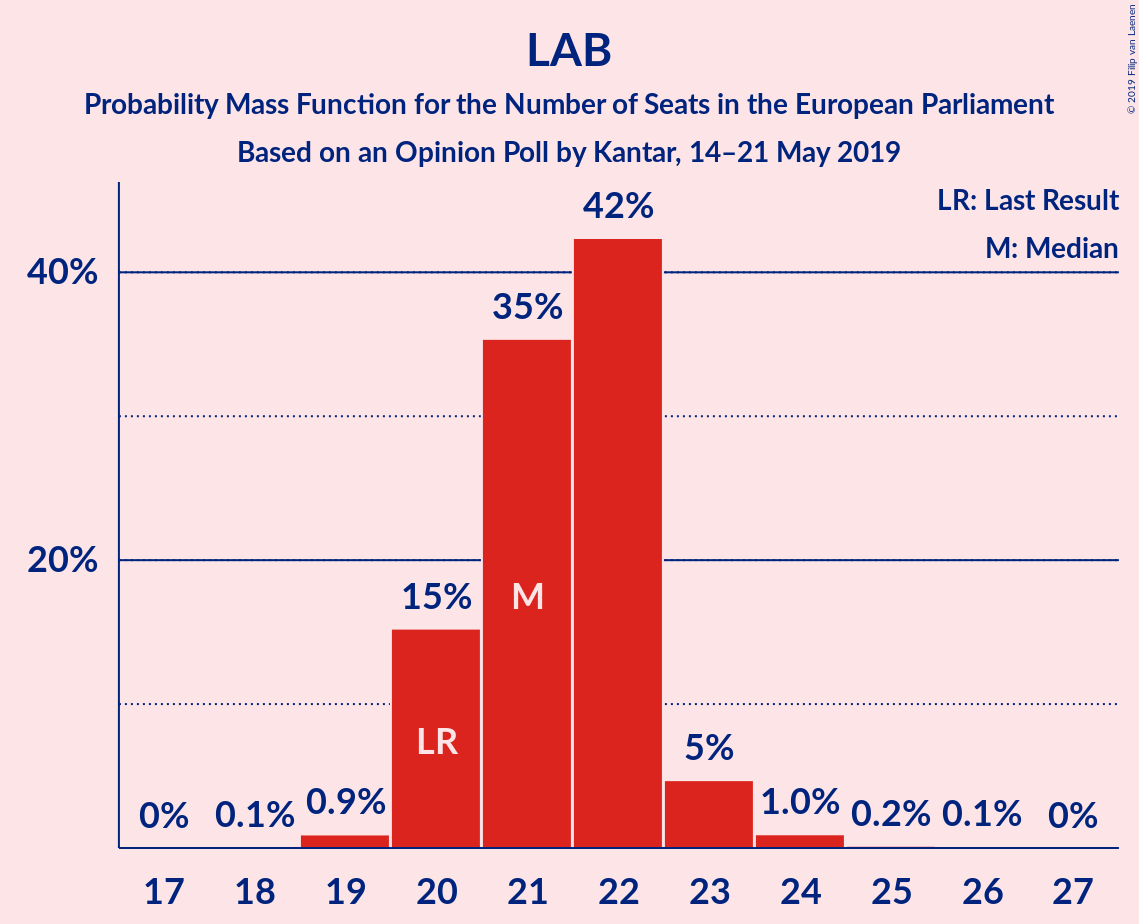 LAB
Probability Mass Function for the Number of Seats in the European Parliament
Based on an Opinion Poll by Kantar, 14–21 May 2019
© 2019 Filip van Laenen
LR: Last Result
M: Median
40%
20%
0%
0.1%
0.9%
15%
35%
42%
5%
1.0%
0.2%
0.1%
0%
LR
M
17 18 19 20 21 22 23 24 25 26 27